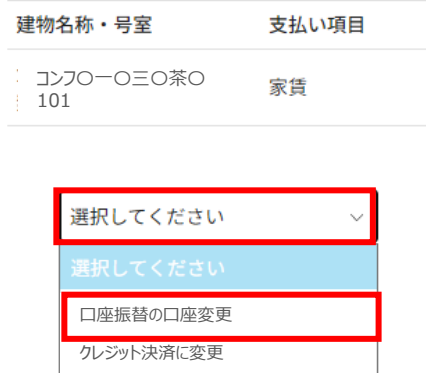 建物名称・号室 支払い項目
コンフ〇ー〇三〇茶〇 家賃
101
選択してください
選択してください
口座振替の口座変更
クレジット決済に変更